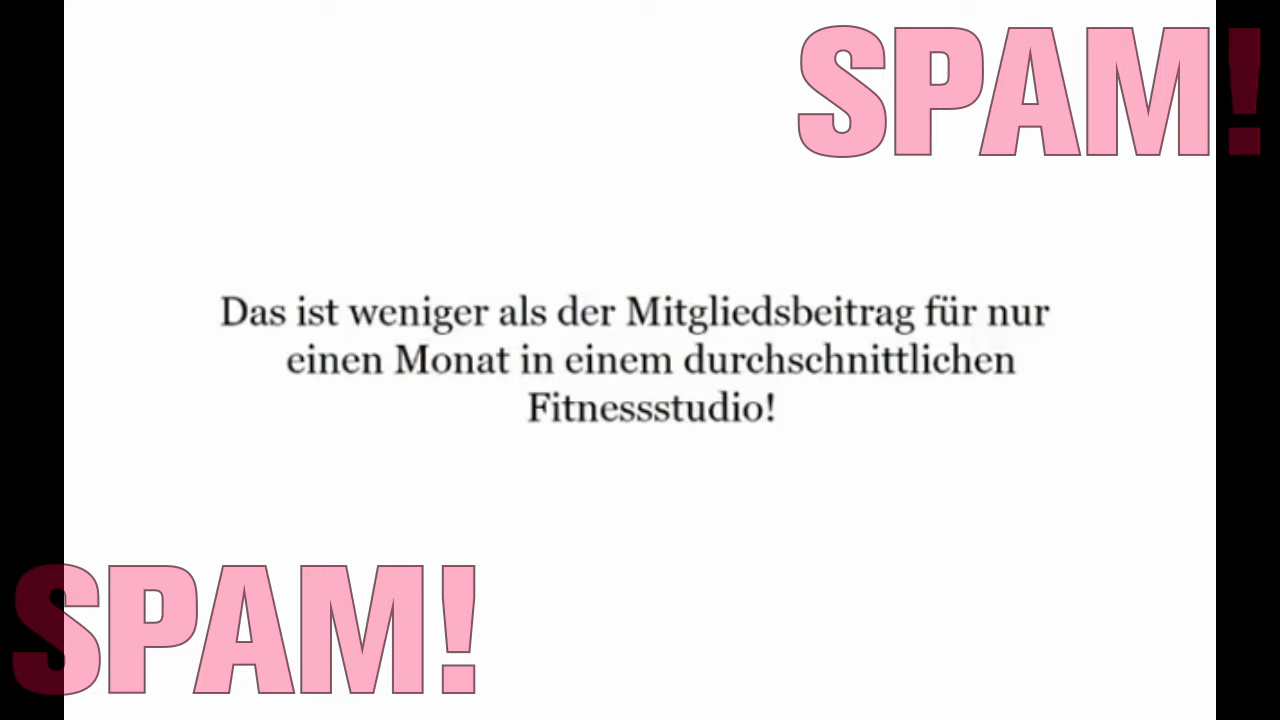 SPAM!
Das ist weniger als der Mitgliedsbeitrag für nur
einen Monat in einem durchschnittlichen
Fitnessstudio!
SPAM!